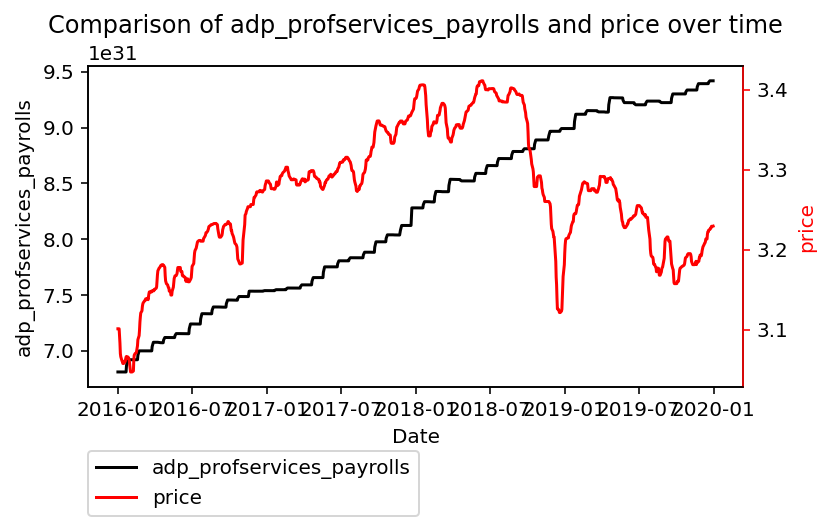 Comparison of adp_profservices_payrolls and price over time
1e31
9.5
9.0
8.5
8.0
7.5
7.0
adp_profservices_payrolls
3.4
3.3
3.2
3.1
price
2016-01 2016-07 2017-01 2017-07 2018-01 2018-07 2019-01 2019-07 2020-01
Date
adp_profservices_payrolls
price